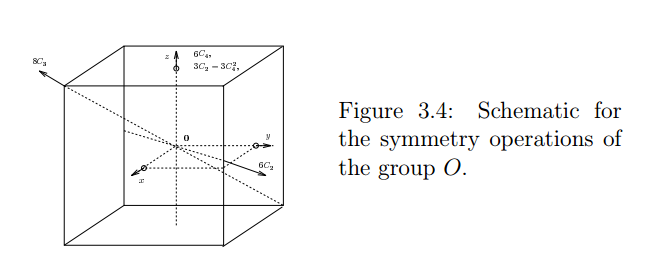 8C₃
z
6C₄,
3C₂ – 3C₄²,
0
y
6C₂
x
Figure 3.4: Schematic for
the symmetry operations of
the group O.